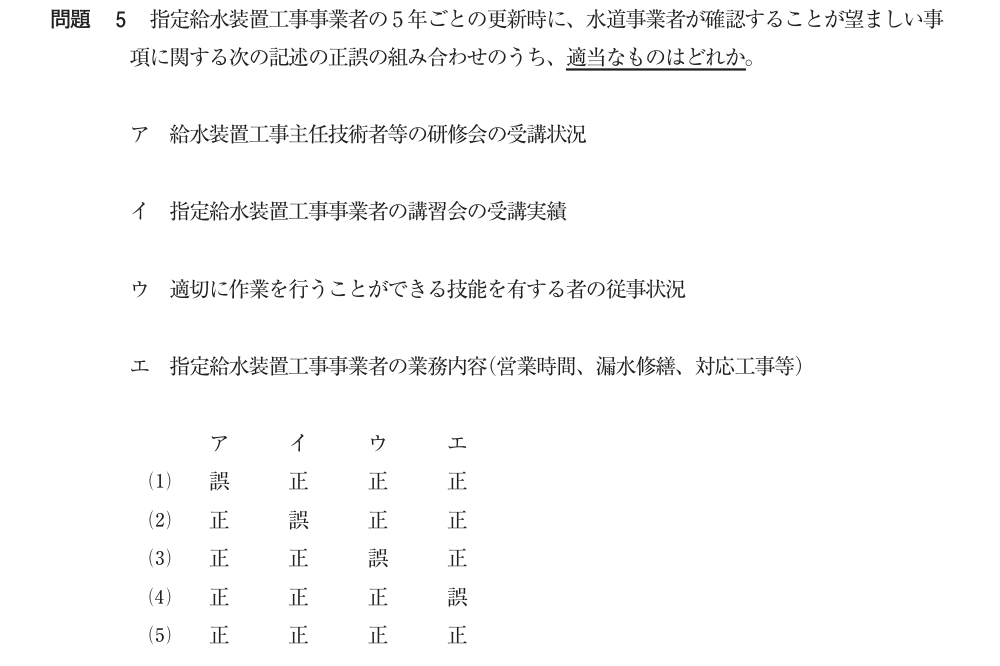 問題 5 指定給水装置工事事業者の5年ごとの更新時に、水道事業者が確認することが望ましい事
項に関する次の記述の正誤の組み合わせのうち、適当なものはどれか。
ア 給水装置工事主任技術者等の研修会の受講状況
イ 指定給水装置工事事業者の講習会の受講実績
ウ 適切に作業を行うことができる技能を有する者の従事状況
エ 指定給水装置工事事業者の業務内容(営業時間、漏水修繕、対応工事等)
ア イ ウ エ
(1) 誤 正 正 正
(2) 正 誤 正 正
(3) 正 正 誤 正
(4) 正 正 正 誤
(5) 正 正 正 正